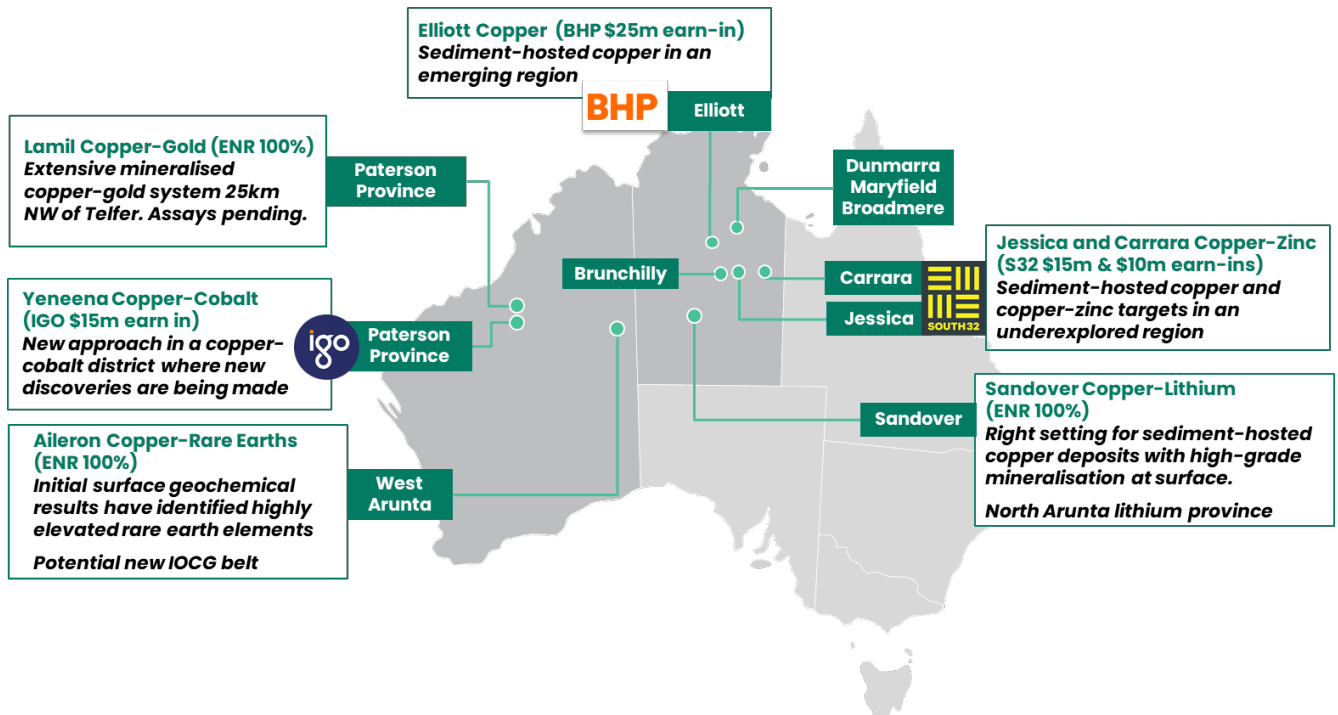 Elliott Copper (BHP $25m earn-in)
Sediment-hosted copper in an
emerging region
BHP
Elliott
Lamil Copper-Gold (ENR 100%)
Extensive mineralised
copper-gold system 25km
NW of Telfer. Assays pending.
Paterson
Province
Dunmarra
Maryfield
Broadmere
Yeneena Copper-Cobalt
(IGO $15m earn in)
New approach in a copper-
cobalt district where new
discoveries are being made
igo
Paterson
Province
Brunchilly
Carrara
Jessica
SOUTH32
Jessica and Carrara Copper-Zinc
(S32 $15m & $10m earn-ins)
Sediment-hosted copper and
copper-zinc targets in an
underexplored region
Aileron Copper-Rare Earths
(ENR 100%)
Initial surface geochemical
results have identified highly
elevated rare earth elements
Potential new IOCG belt
West
Arunta
Sandover
Sandover Copper-Lithium
(ENR 100%)
Right setting for sediment-hosted
copper deposits with high-grade
mineralisation at surface.
North Arunta lithium province